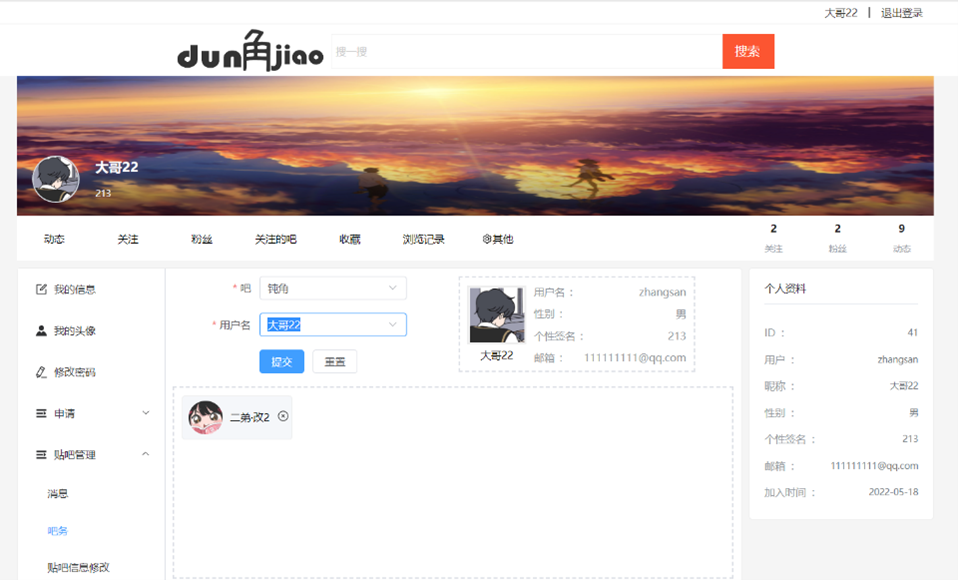 大哥22 | 退出登录
dun角jiao
搜一搜
搜索
大哥22
213
动态 关注 粉丝 关注的吧 收藏 浏览记录 其他
2 2 9
关注 粉丝 动态
我的信息
我的头像
修改密码
申请
贴吧管理
消息
吧务
贴吧信息修改
* 吧 钝角
* 用户名 大哥22
提交 重置
大哥22
用户名： zhangsan
性别： 男
个性签名： 213
邮箱： 111111111@qq.com
二弟·改2
个人资料
ID ： 41
用户 ： zhangsan
昵称 ： 大哥22
性别 ： 男
个性签名 ： 213
邮箱 ： 111111111@qq.com
加入时间 ： 2022-05-18